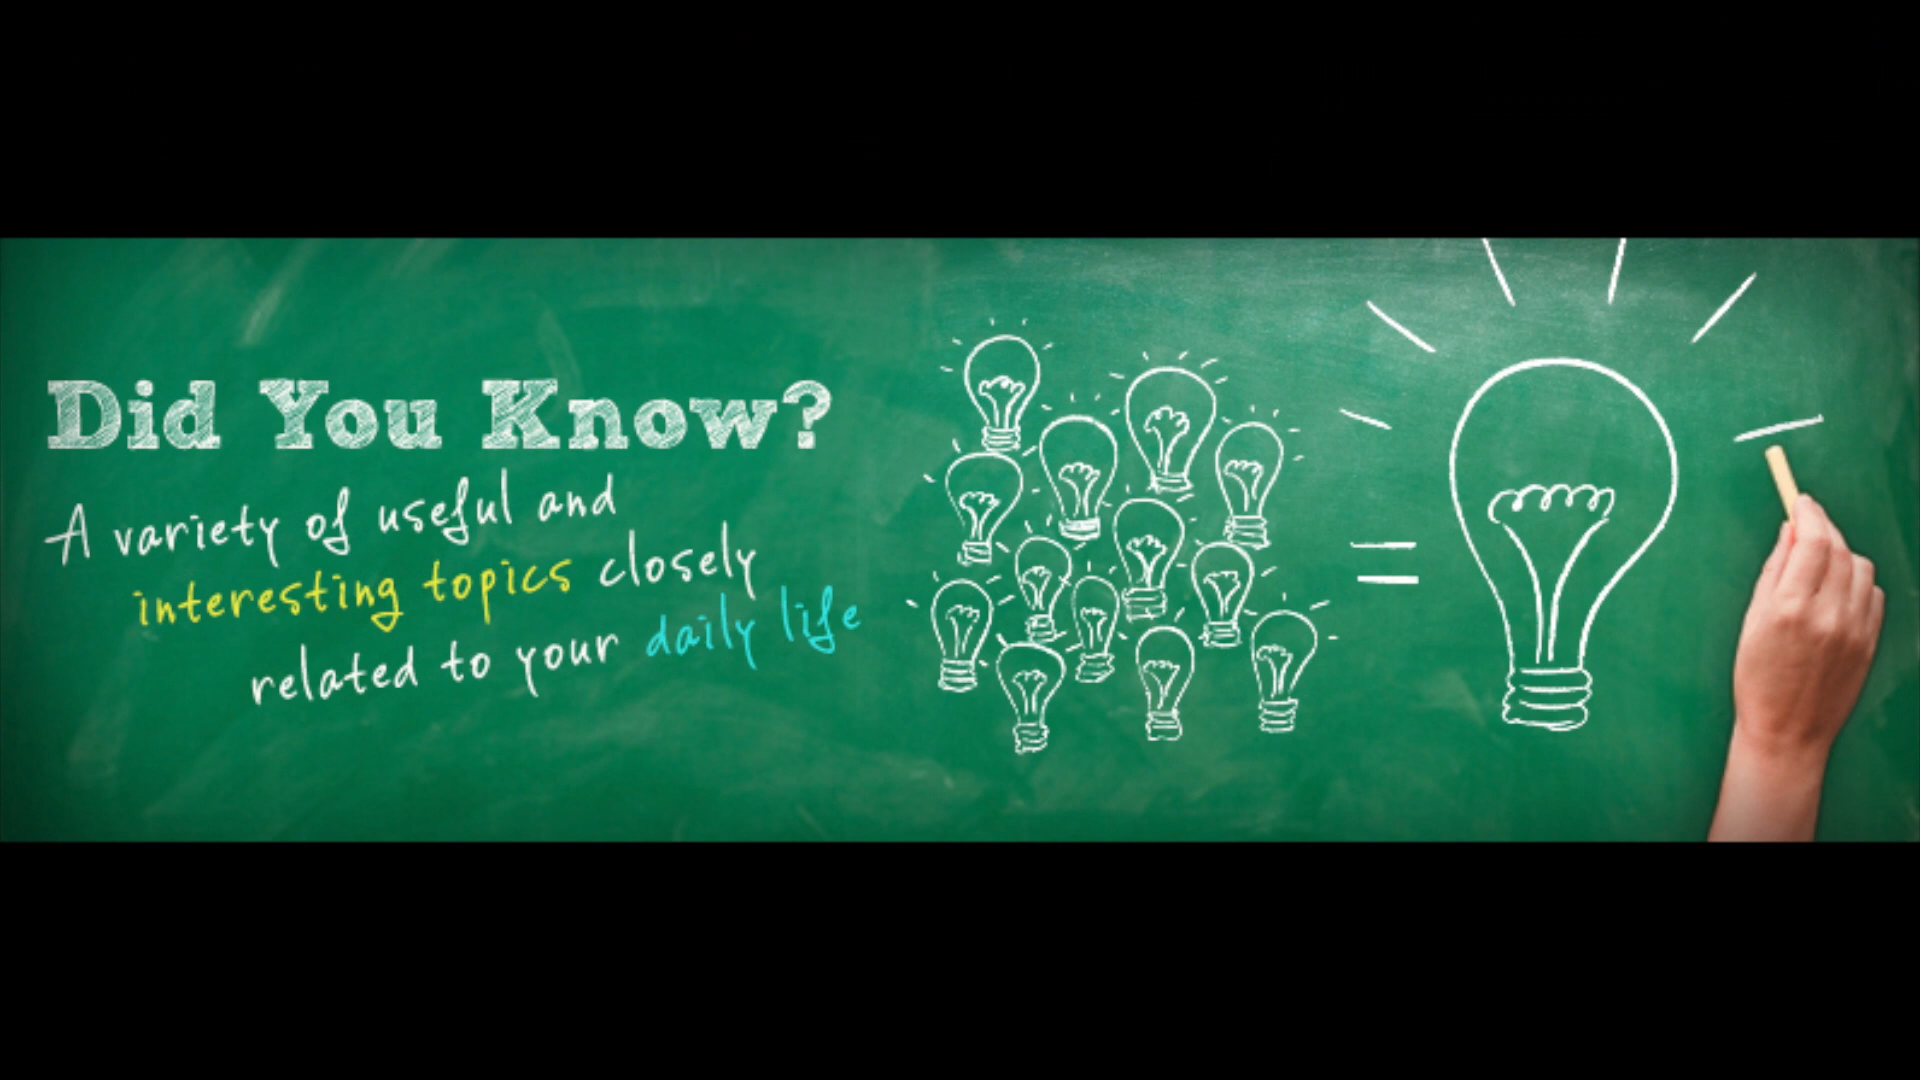 Did You Know?
A variety of useful and
interesting topics closely
related to your daily life
=